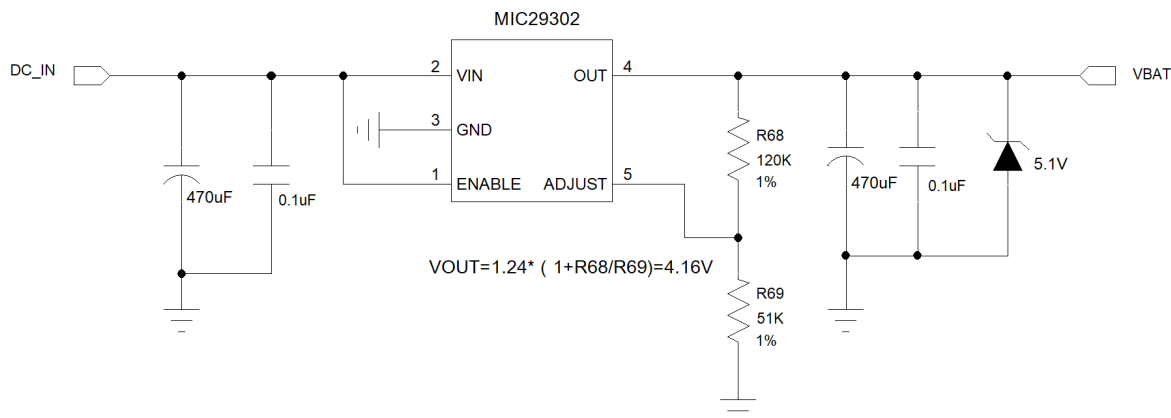 MIC29302
DC_IN
2
VIN
OUT
4
VBAT
3
GND
R68
120K
1%
5.1V
1
ENABLE
ADJUST
5
470uF
0.1uF
470uF
0.1uF
VOUT=1.24* ( 1+R68/R69)=4.16V
R69
51K
1%